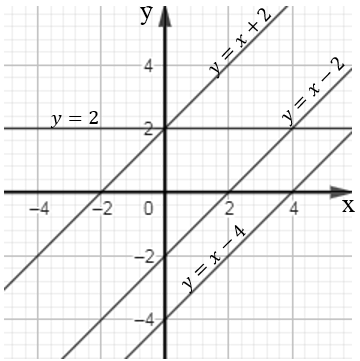 y
y = x + 2
4
y = x − 2
y = 2
2
−4
−2
0
2
4
x
−2
y = x − 4
−4